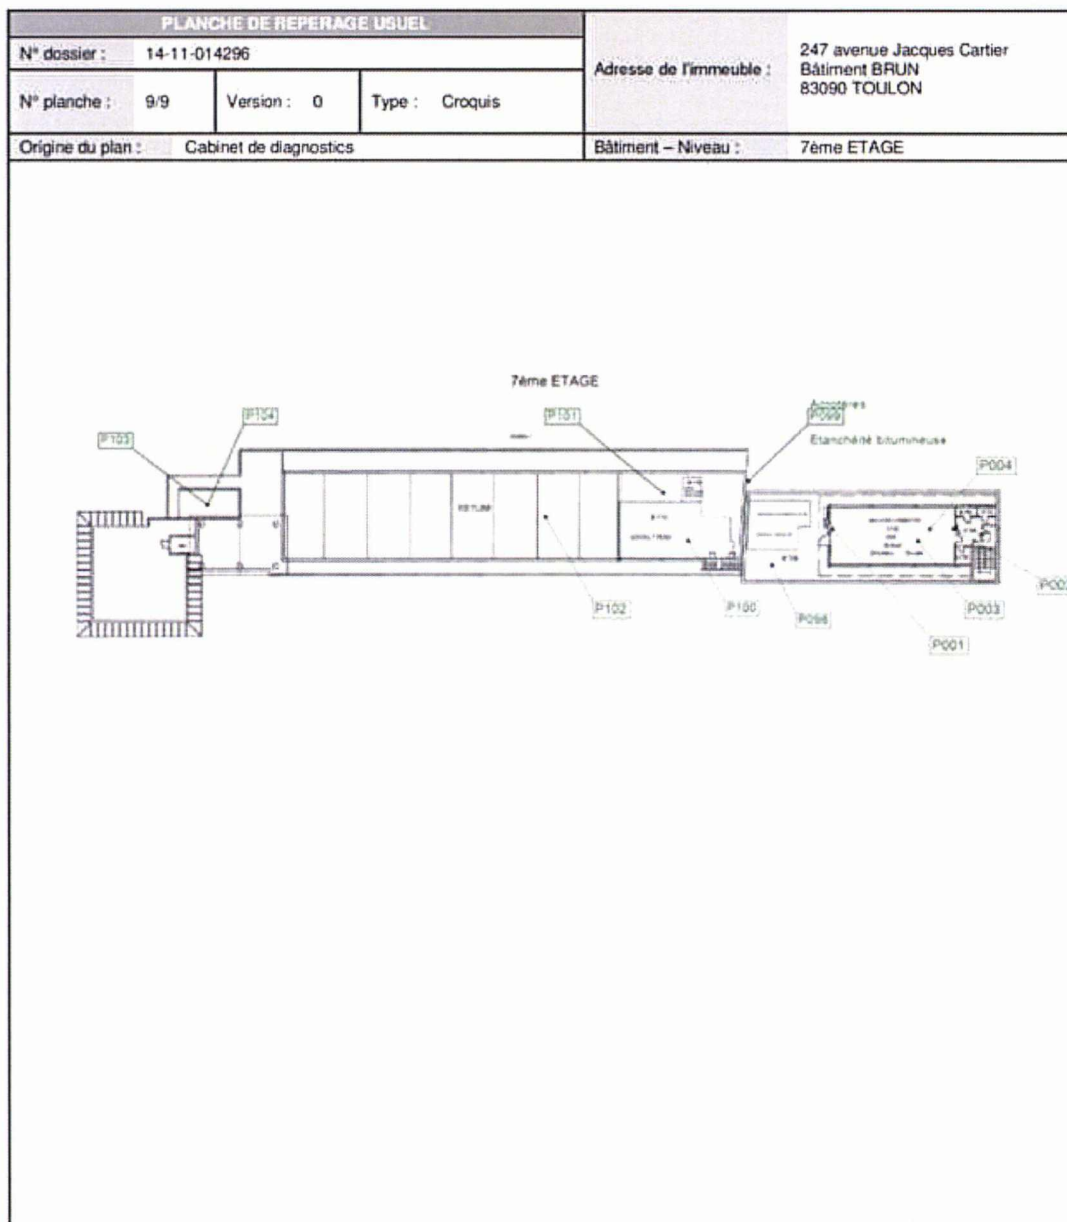 PLANCHE DE REPERAGE USUEL
N° dossier : 14-11-014296
Adresse de l'immeuble : 247 avenue Jacques Cartier
Bâtiment BRUN
83090 TOULON
N° planche : 9/9 Version : 0 Type : Croquis
Origine du plan : Cabinet de diagnostics
Bâtiment – Niveau : 7ème ETAGE
7ème ETAGE
P104
P101
P099
P103
Etanchéité bitumineuse
P004
P102
P100
P098
P003
P001